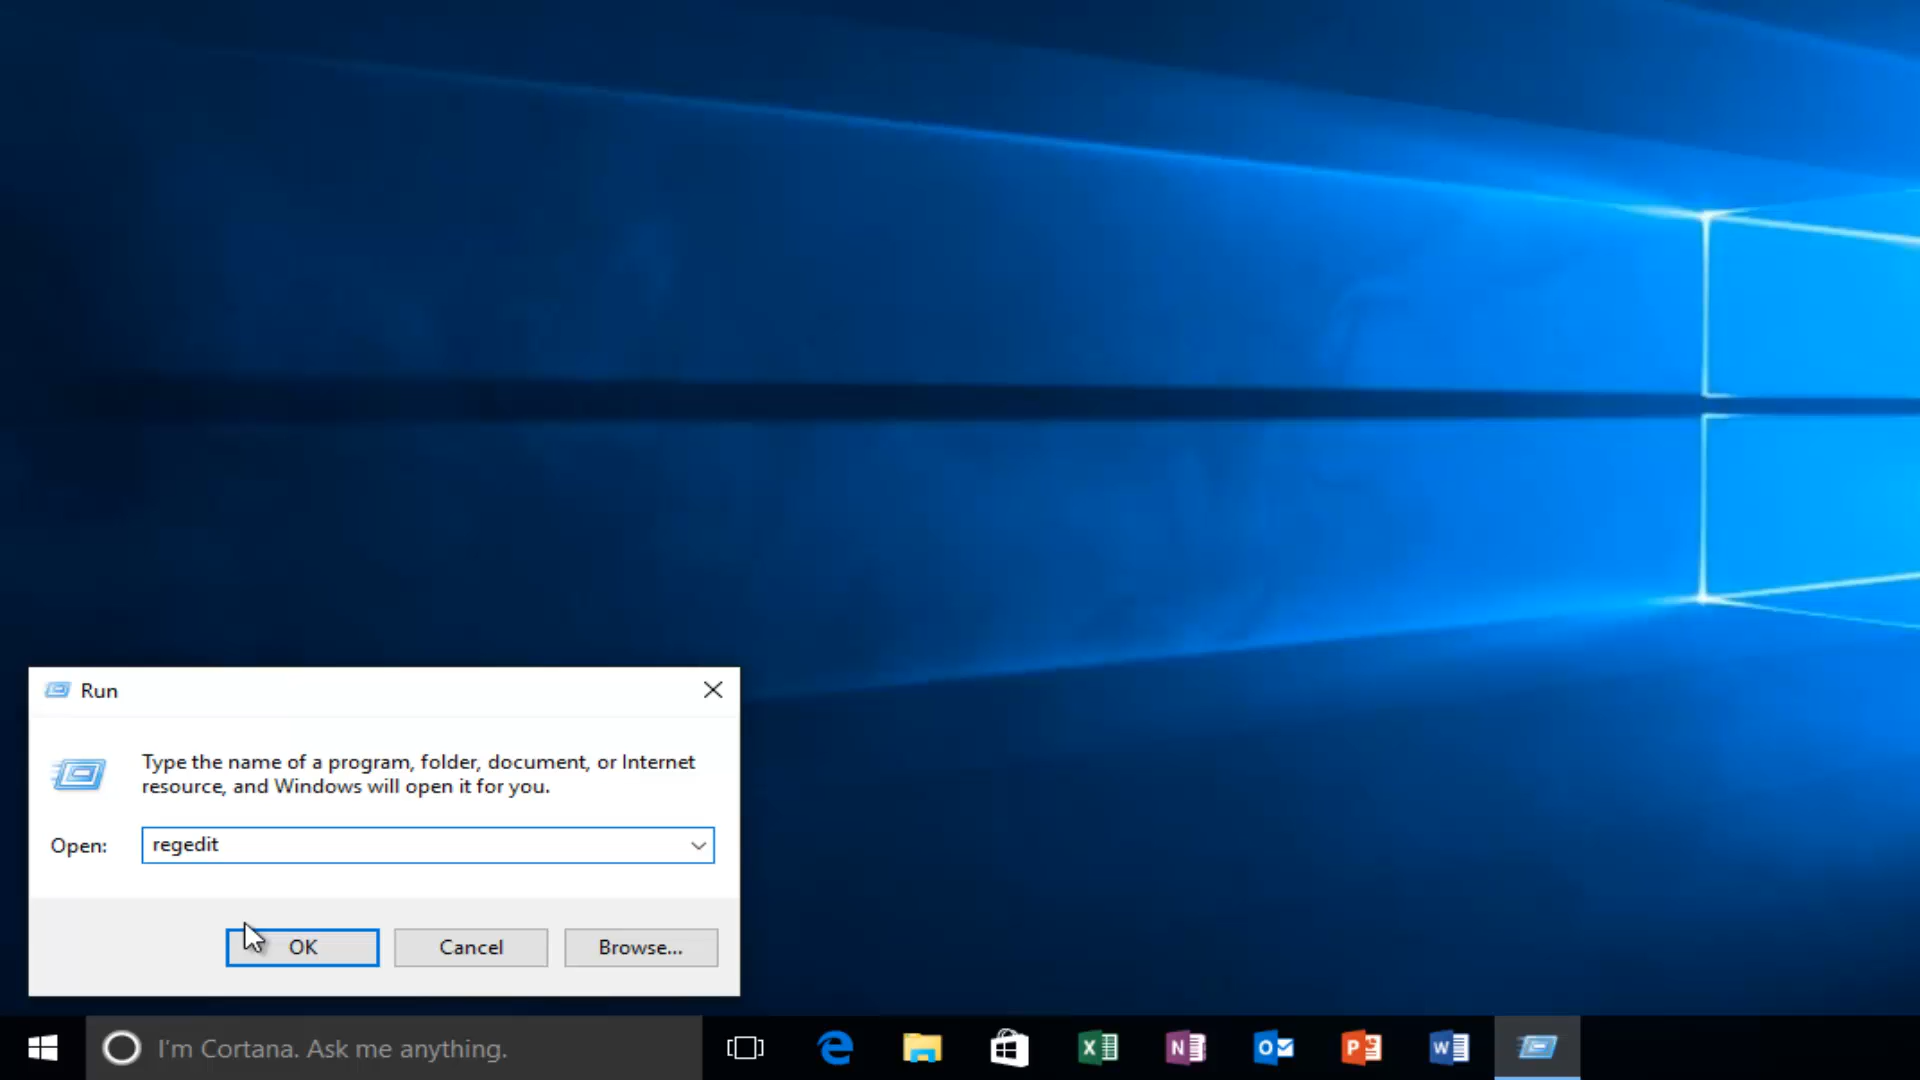 Run
Type the name of a program, folder, document, or Internet
resource, and Windows will open it for you.
Open: regedit
OK Cancel Browse...
I'm Cortana. Ask me anything.
X N O P W